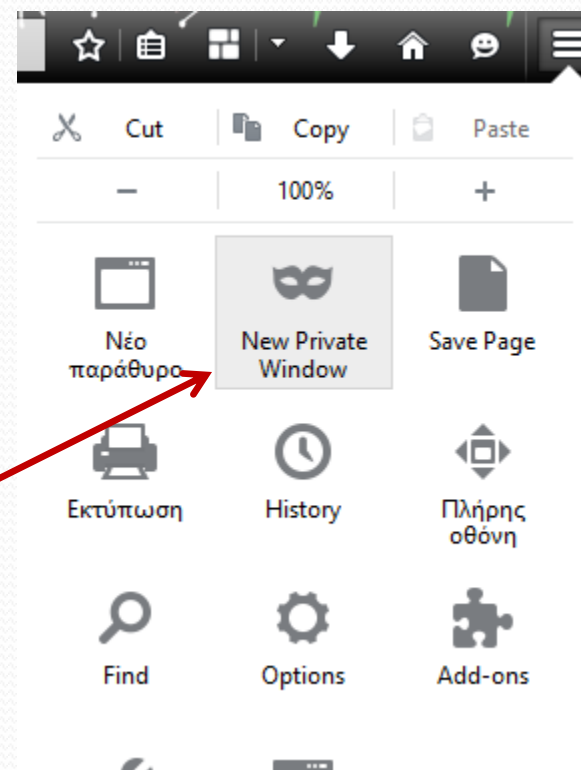 Cut Copy Paste
− 100% +
Νέο παράθυρο
New Private Window
Save Page
Εκτύπωση
History
Πλήρης οθόνη
Find Options Add-ons